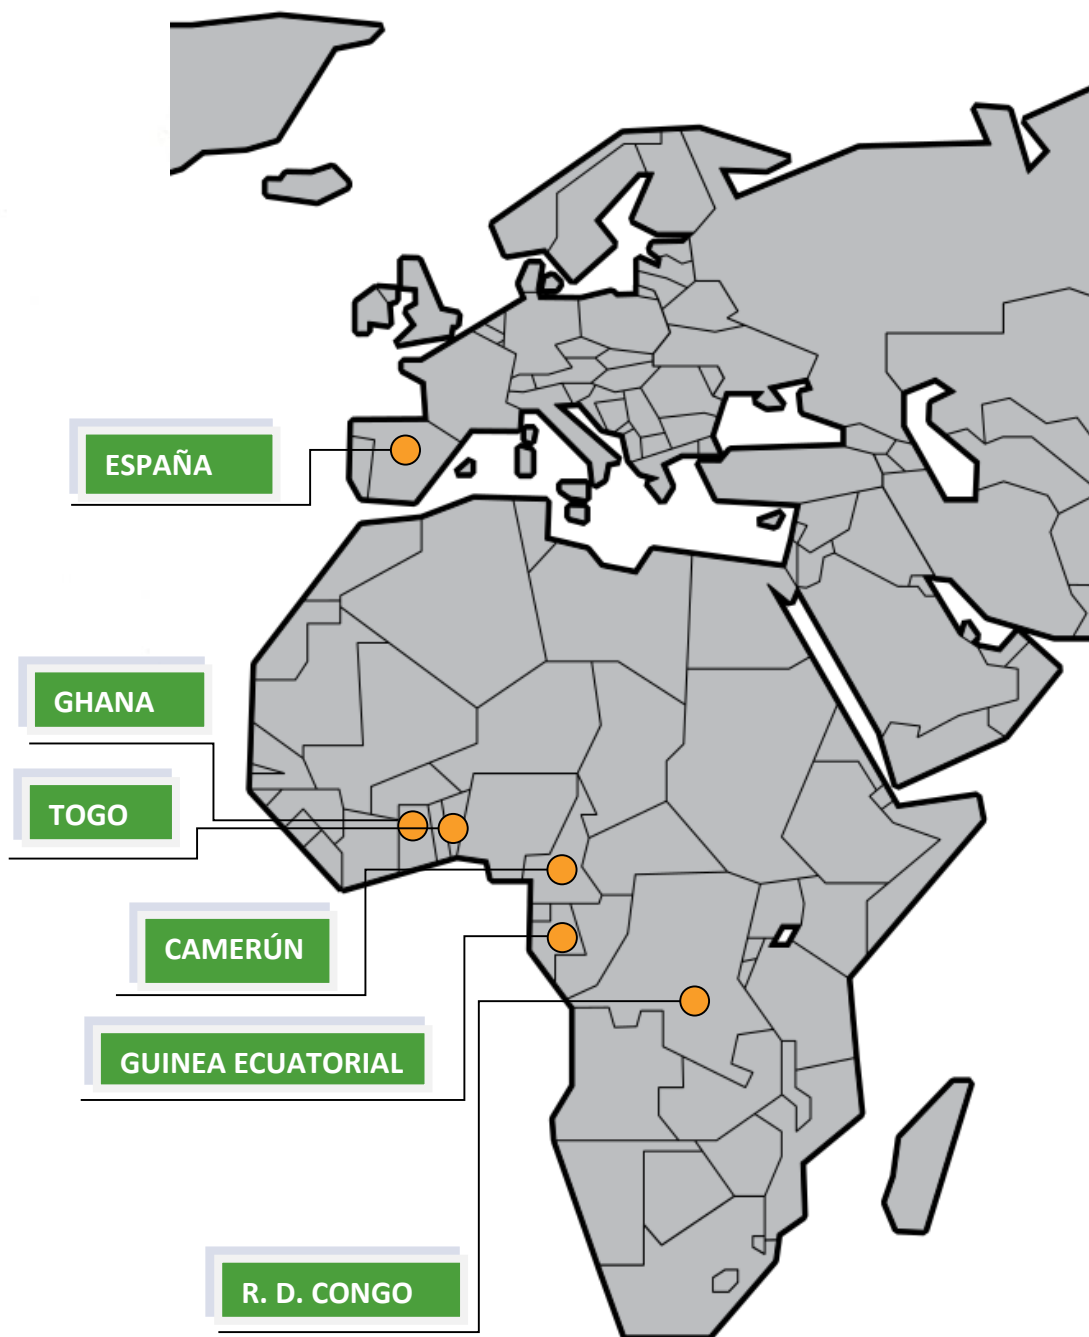 ESPAÑA
GHANA
TOGO
CAMERÚN
GUINEA ECUATORIAL
R. D. CONGO